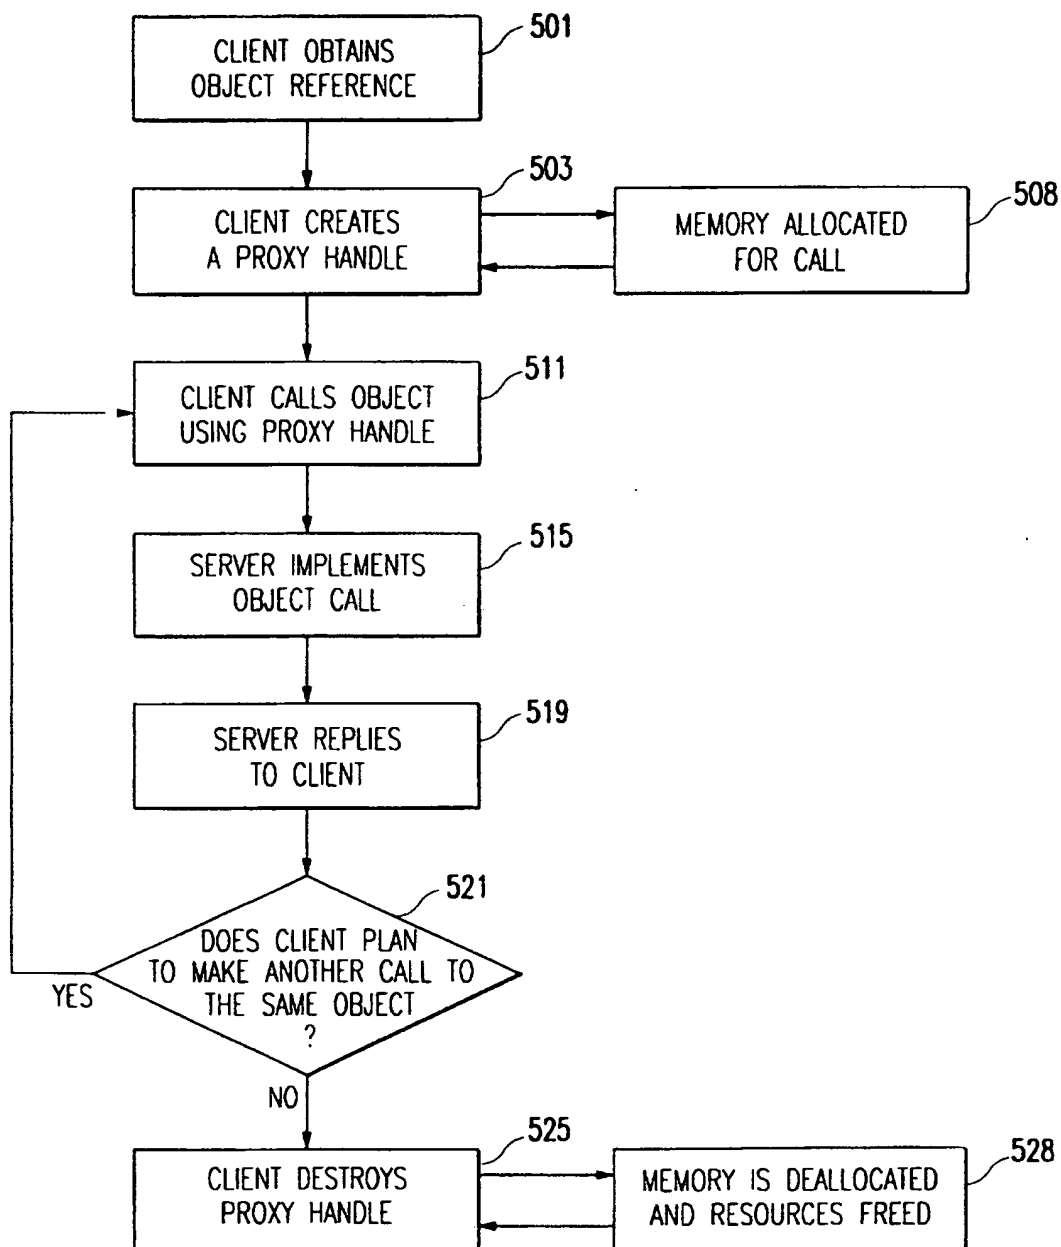 501
CLIENT OBTAINS
OBJECT REFERENCE
503
CLIENT CREATES
A PROXY HANDLE
508
MEMORY ALLOCATED
FOR CALL
511
CLIENT CALLS OBJECT
USING PROXY HANDLE
515
SERVER IMPLEMENTS
OBJECT CALL
519
SERVER REPLIES
TO CLIENT
521
DOES CLIENT PLAN
TO MAKE ANOTHER CALL TO
THE SAME OBJECT
?
YES
NO
525
CLIENT DESTROYS
PROXY HANDLE
528
MEMORY IS DEALLOCATED
AND RESOURCES FREED